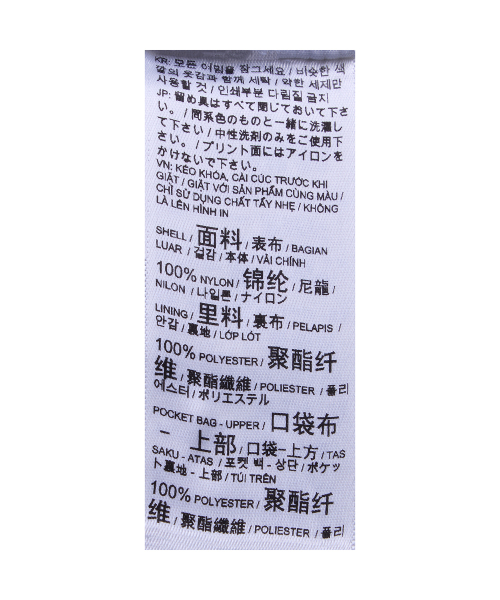 KR: 모든 여밈을 잠그세요 / 비슷한 색
깔의 옷감과 함께 세탁 / 약한 세제만
사용할 것 / 인쇄부분 다림질 금지
JP: 留め具はすべて閉じておいて下さ
い。 / 同系色のものと一緒に洗濯し
て下さい / 中性洗剤のみをご使用下
さい。 / プリント面にはアイロンを
かけないで下さい。
VN: KÉO KHÓA, CÀI CÚC TRƯỚC KHI
GIẶT / GIẶT VỚI SẢN PHẨM CÙNG MÀU /
CHỈ SỬ DỤNG CHẤT TẨY NHẸ / KHÔNG
LÀ LÊN HÌNH IN
SHELL / 面料 / 表布 / BAGIAN
LUAR / 겉감 / 本体 / VẢI CHÍNH
100% NYLON / 锦纶 / 尼龍 /
NILON / 나일론 / ナイロン
LINING / 里料 / 裏布 / PELAPIS /
안감 / 裏地 / LỚP LÓT
100% POLYESTER / 聚酯纤
维 / 聚酯纖維 / POLIESTER / 폴리
에스터 / ポリエステル
POCKET BAG - UPPER / 口袋布
- 上部 / 口袋-上方 / TAS
SAKU - ATAS / 포켓 백 - 상단 / ポケッ
ト裏地 - 上部 / TÚI TRÊN
100% POLYESTER / 聚酯纤
维 / 聚酯纖維 / POLIESTER / 폴리